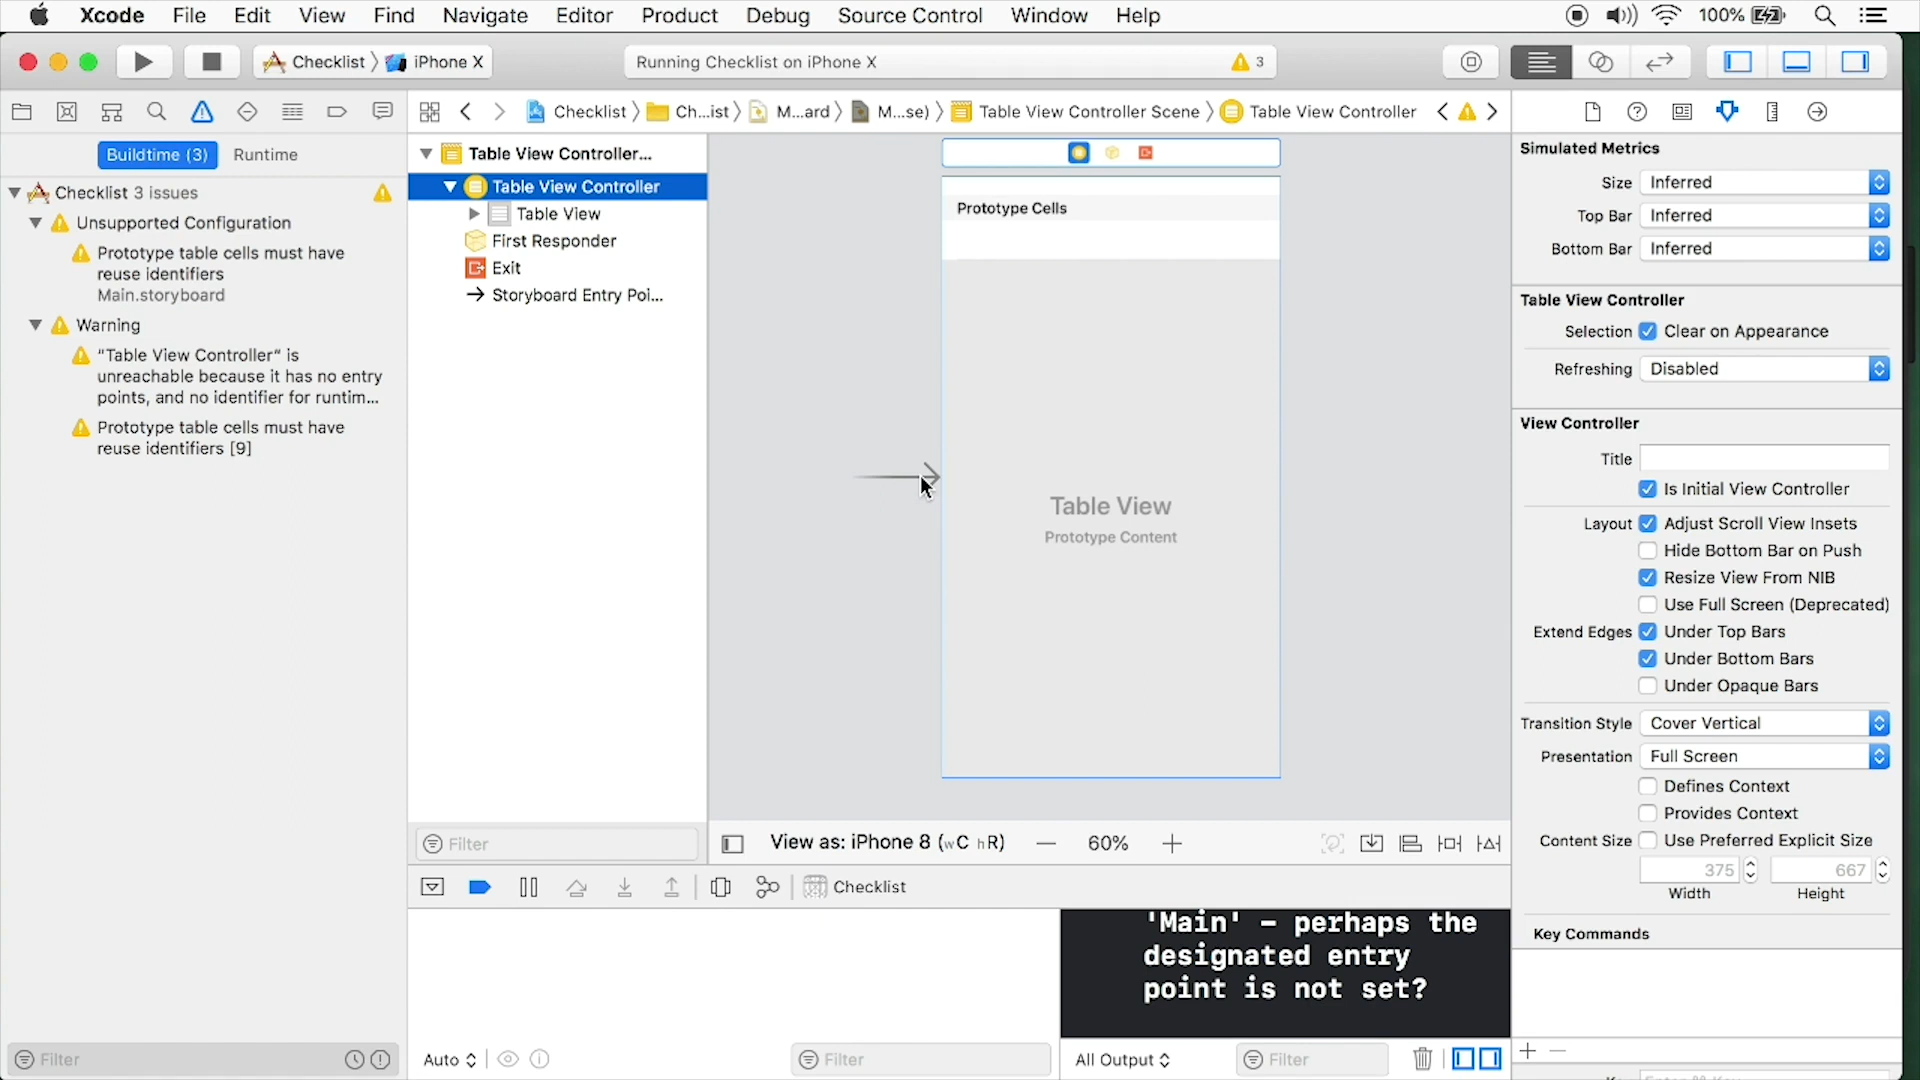 Xcode File Edit View Find Navigate Editor Product Debug Source Control Window Help 100%
Checklist iPhone X Running Checklist on iPhone X 3
Checklist Ch...ist M...ard M...se) Table View Controller Scene Table View Controller
Buildtime (3) Runtime
Checklist 3 issues
Unsupported Configuration
Prototype table cells must have
reuse identifiers
Main.storyboard
Warning
“Table View Controller“ is
unreachable because it has no entry
points, and no identifier for runtim...
Prototype table cells must have
reuse identifiers [9]
Filter
Table View Controller...
Table View Controller
Table View
First Responder
Exit
Storyboard Entry Poi...
Filter
Prototype Cells
Table View
Prototype Content
View as: iPhone 8 (wC hR) 60%
Checklist
Auto
Filter
'Main' - perhaps the
designated entry
point is not set?
All Output
Filter
Simulated Metrics
Size Inferred
Top Bar Inferred
Bottom Bar Inferred
Table View Controller
Selection Clear on Appearance
Refreshing Disabled
View Controller
Title
Is Initial View Controller
Layout Adjust Scroll View Insets
Hide Bottom Bar on Push
Resize View From NIB
Use Full Screen (Deprecated)
Extend Edges Under Top Bars
Under Bottom Bars
Under Opaque Bars
Transition Style Cover Vertical
Presentation Full Screen
Defines Context
Provides Context
Content Size Use Preferred Explicit Size
375 667
Width Height
Key Commands